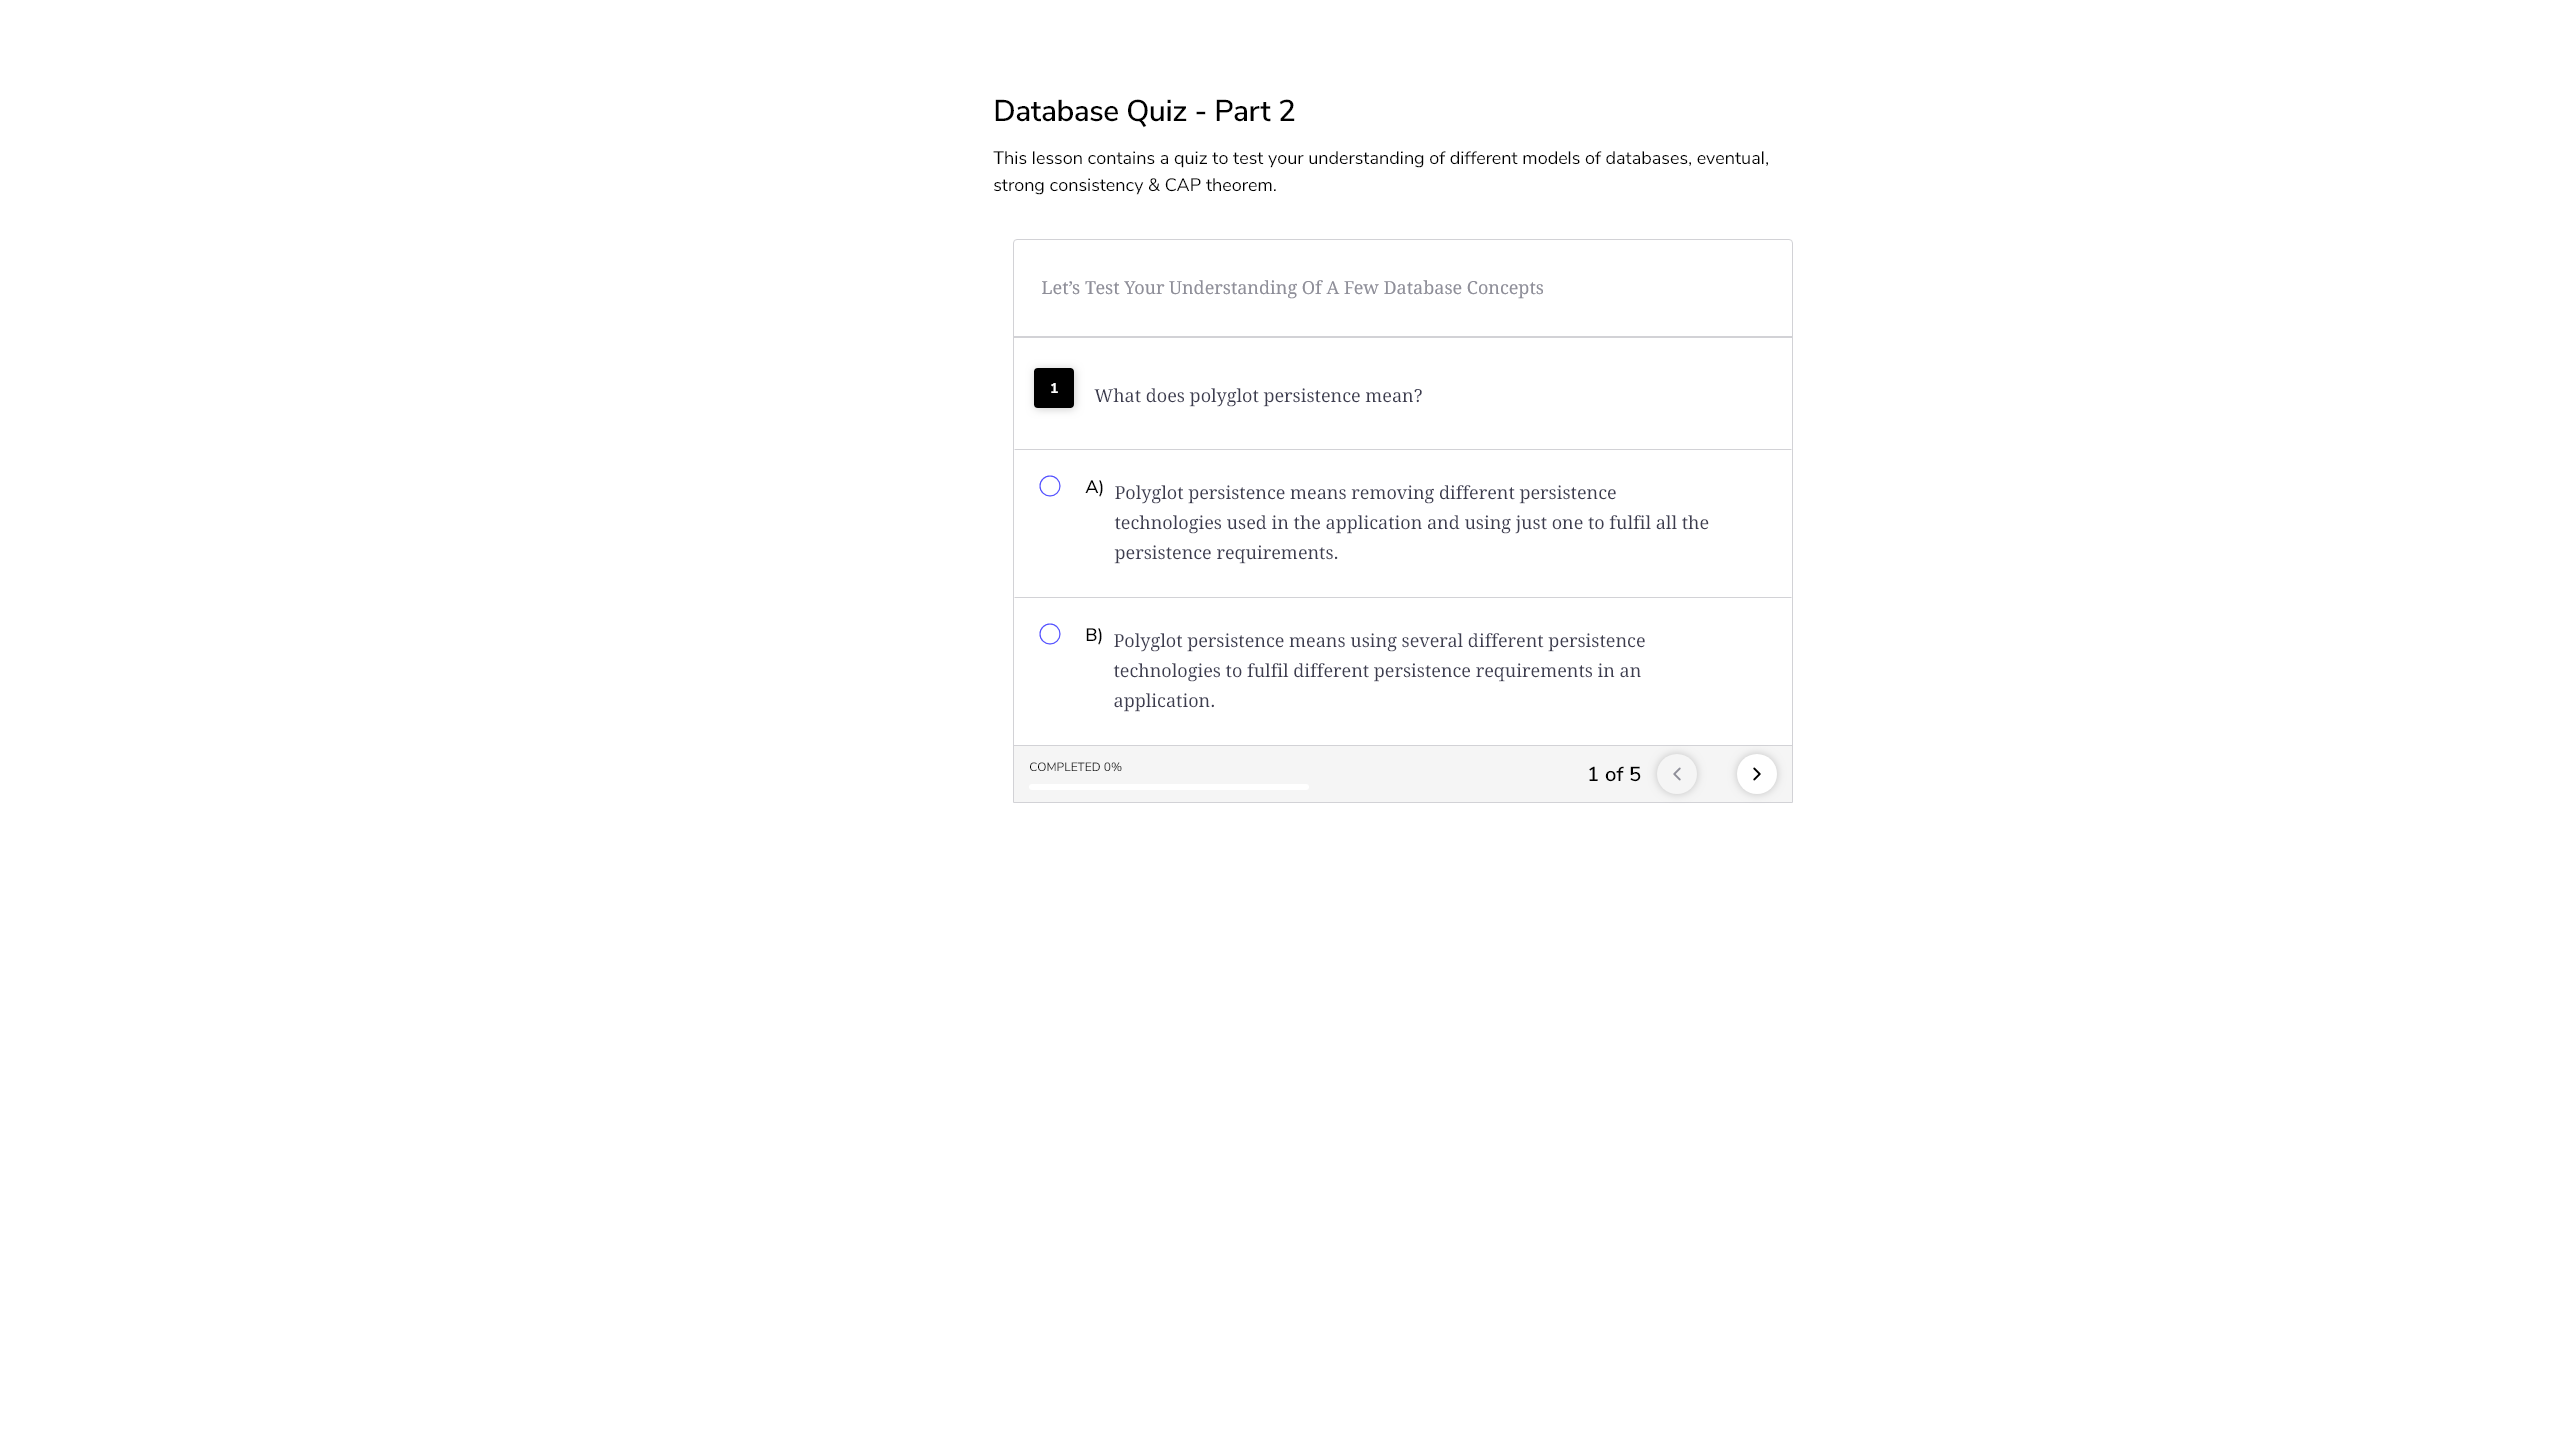 Database Quiz - Part 2
This lesson contains a quiz to test your understanding of different models of databases, eventual,
strong consistency & CAP theorem.
Let’s Test Your Understanding Of A Few Database Concepts
1
What does polyglot persistence mean?
A) Polyglot persistence means removing different persistence
technologies used in the application and using just one to fulfil all the
persistence requirements.
B) Polyglot persistence means using several different persistence
technologies to fulfil different persistence requirements in an
application.
COMPLETED 0%
1 of 5